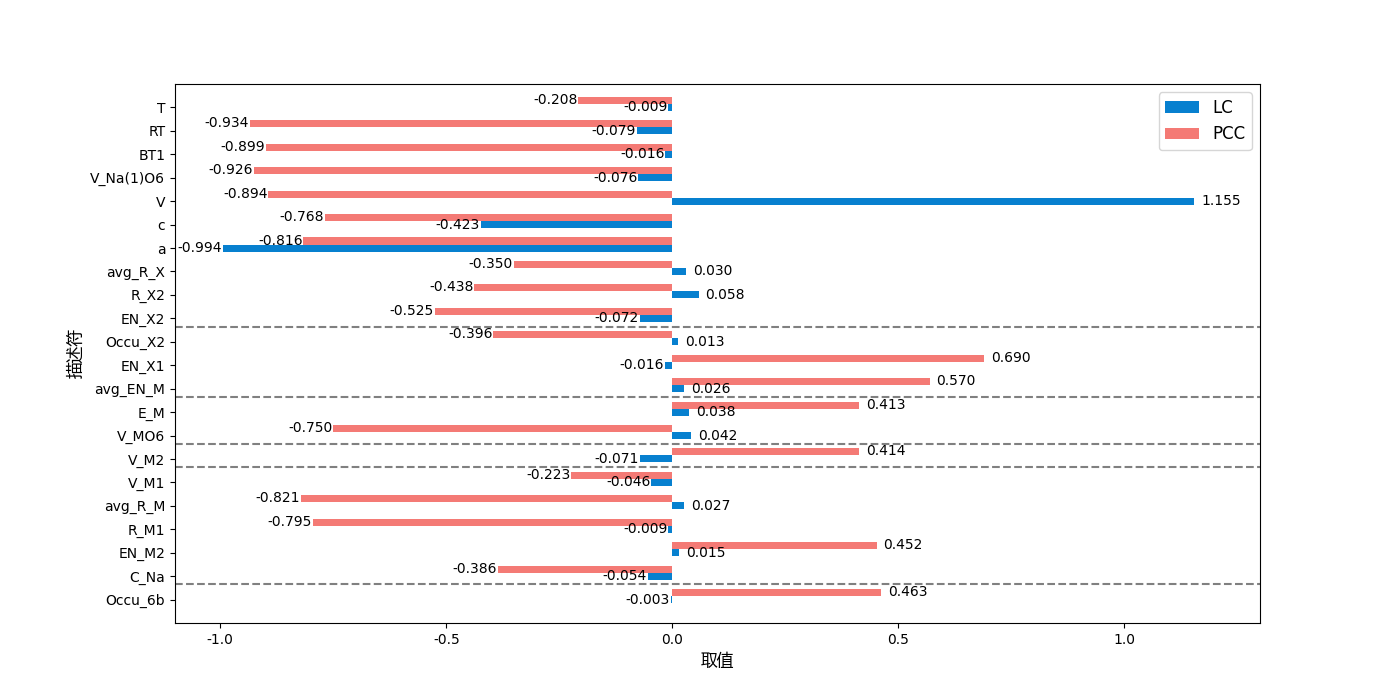 LC
PCC
T -0.208 -0.009
RT -0.934 -0.079
BT1 -0.899 -0.016
V_Na(1)O6 -0.926 -0.076
V -0.894 1.155
c -0.768 -0.423
a -0.816 -0.994
avg_R_X -0.350 0.030
R_X2 -0.438 0.058
EN_X2 -0.525 -0.072
Occu_X2 -0.396 0.013
EN_X1 -0.016 0.690
avg_EN_M 0.570 0.026
E_M 0.413 0.038
V_MO6 -0.750 0.042
V_M2 -0.071 0.414
V_M1 -0.223 -0.046
avg_R_M -0.821 0.027
R_M1 -0.795 -0.009
EN_M2 0.452 0.015
C_Na -0.386 -0.054
Occu_6b -0.003 0.463
描述符
-1.0 -0.5 0.0 0.5 1.0
取值